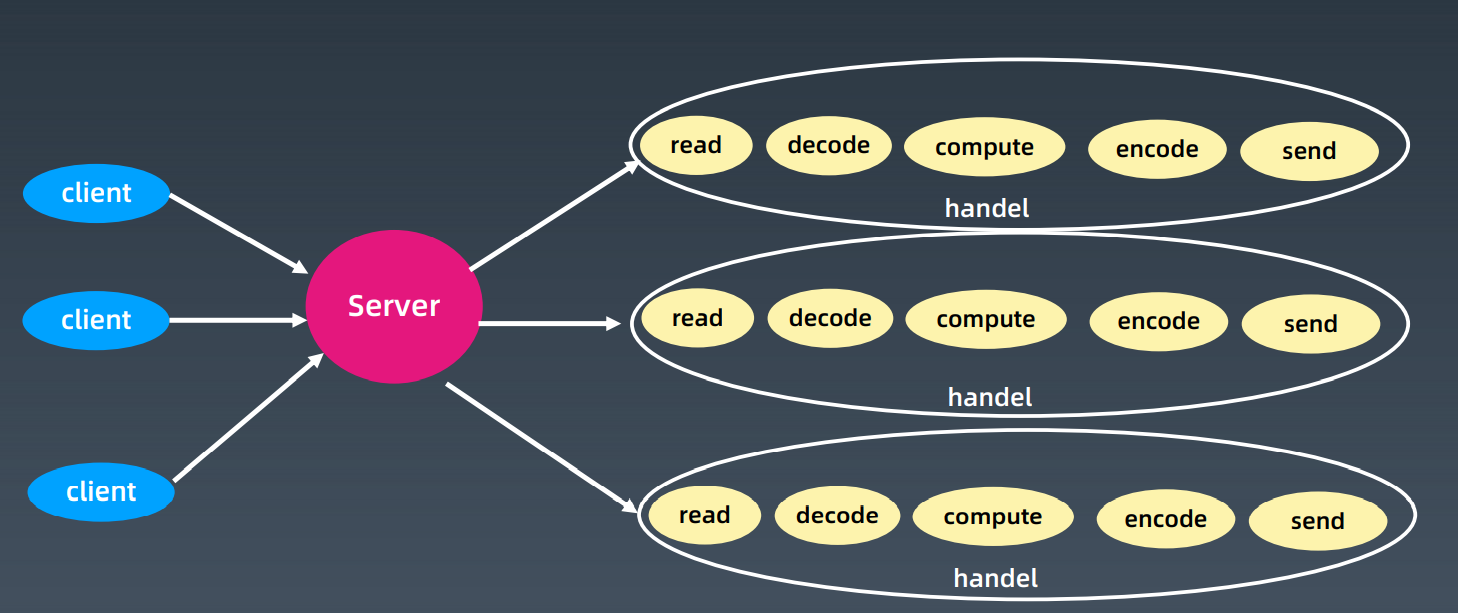 client
client
client
Server
read decode compute encode send
handel
read decode compute encode send
handel
read decode compute encode send
handel